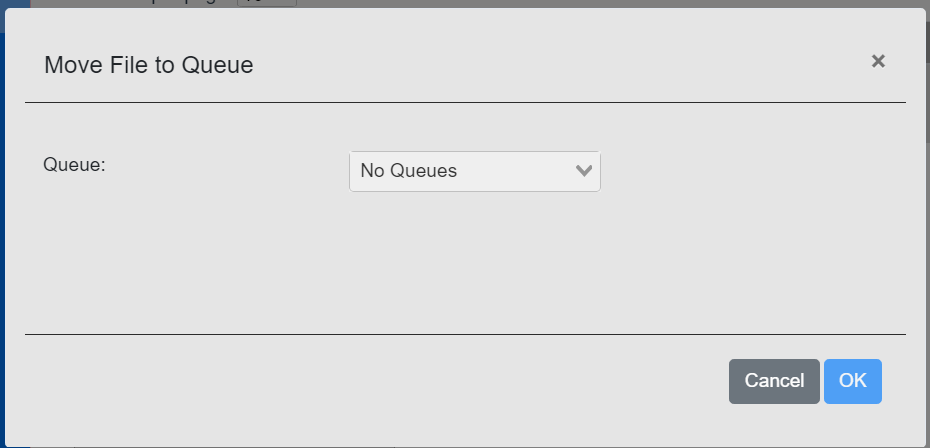 Move File to Queue
×
Queue:
No Queues
Cancel OK